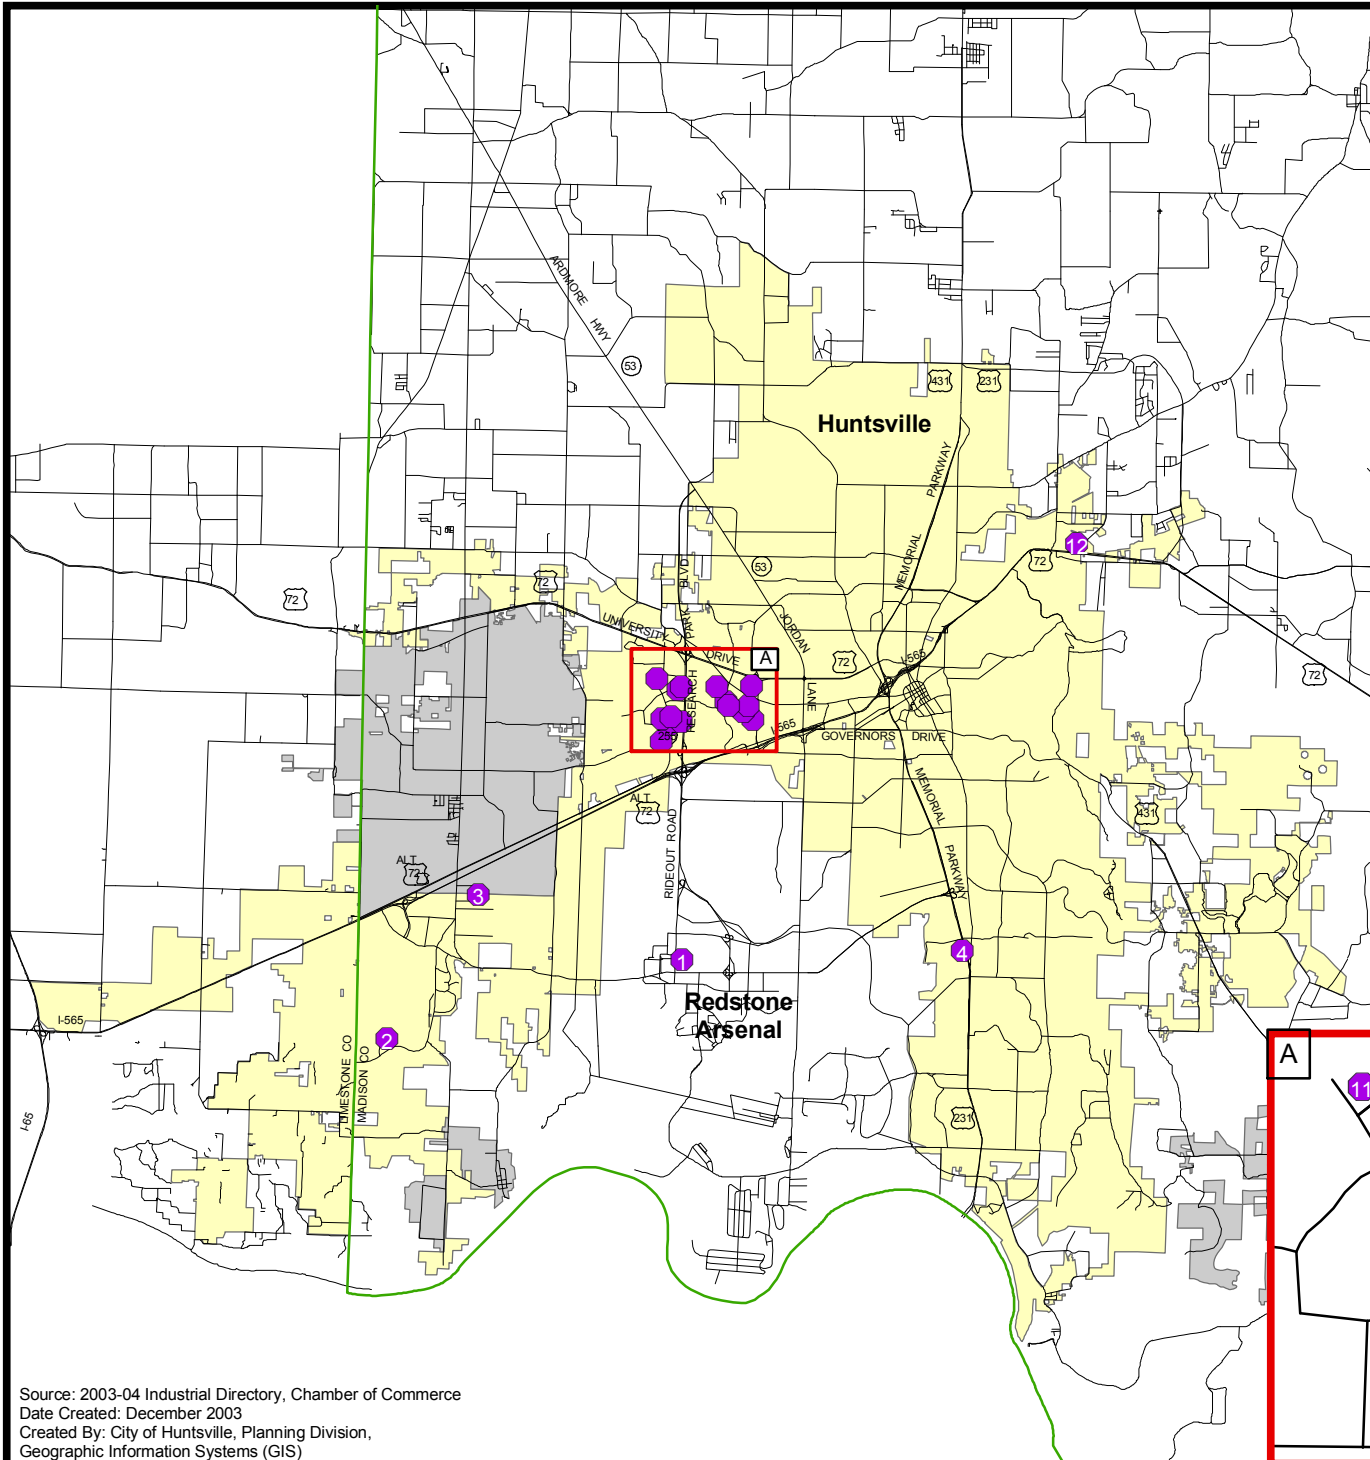 ARDMORE
HWY
53
431
231
Huntsville
MEMORIAL
PARKWAY
12
72
53
72
72
PARK BLVD
UNIVERSITY
DRIVE
JORDAN
LANE
A
72
I-565
72
RESEARCH
255
I-565
GOVERNORS DRIVE
ALT
72
RIDEOUT ROAD
MEMORIAL
PARKWAY
431
ALT
72
3
1
4
Redstone
Arsenal
I-565
2
LIMESTONE CO
MADISON CO
I-65
231
A
11
Source: 2003-04 Industrial Directory, Chamber of Commerce
Date Created: December 2003
Created By: City of Huntsville, Planning Division,
Geographic Information Systems (GIS)